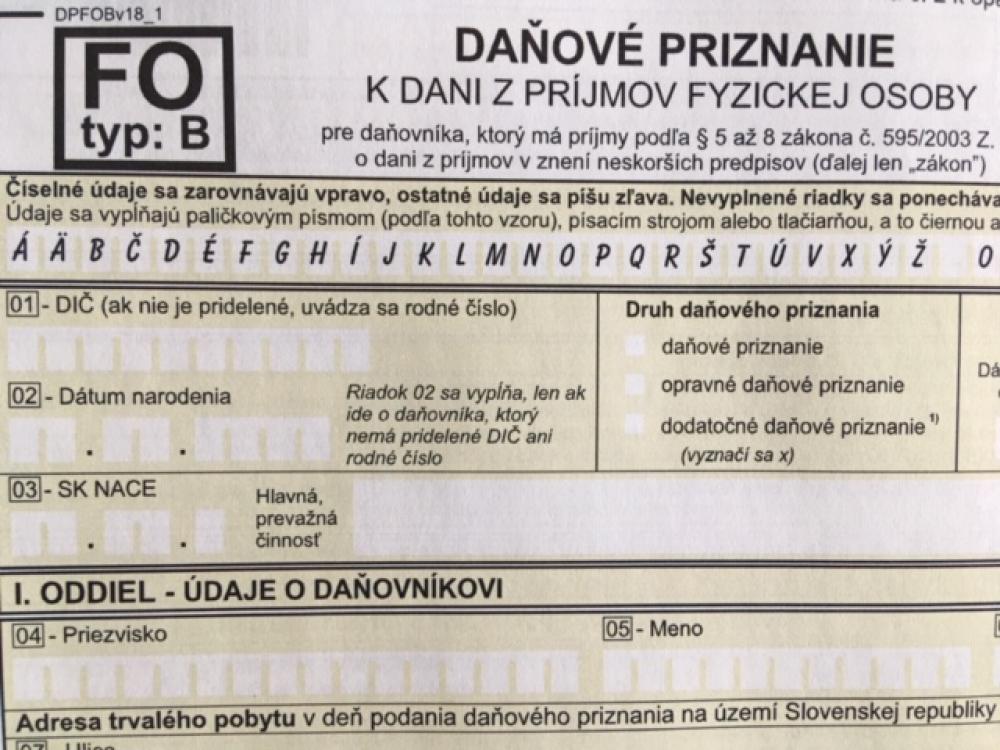 DPFOBv18_1
FO
typ: B
DAŇOVÉ PRIZNANIE
K DANI Z PRÍJMOV FYZICKEJ OSOBY
pre daňovníka, ktorý má príjmy podľa § 5 až 8 zákona č. 595/2003 Z.
o dani z príjmov v znení neskorších predpisov (ďalej len „zákon")
Číselné údaje sa zarovnávajú vpravo, ostatné údaje sa píšu zľava. Nevyplnené riadky sa ponecháva
Údaje sa vypĺňajú paličkovým písmom (podľa tohto vzoru), písacím strojom alebo tlačiarňou, a to čiernou a
Á Ä B Č D É F G H Í J K L M N O P Q R Š T Ú V X Ý Ž 0
01 - DIČ (ak nie je pridelené, uvádza sa rodné číslo)
02 - Dátum narodenia
Riadok 02 sa vypĺňa, len ak
ide o daňovníka, ktorý
nemá pridelené DIČ ani
rodné číslo
Druh daňového priznania
daňové priznanie
opravné daňové priznanie
dodatočné daňové priznanie 1)
(vyznačí sa x)
Dá
03 - SK NACE
Hlavná,
prevažná
činnosť
I. ODDIEL - ÚDAJE O DAŇOVNÍKOVI
04 - Priezvisko
05 - Meno
Adresa trvalého pobytu v deň podania daňového priznania na území Slovenskej republiky
07 - Ulica